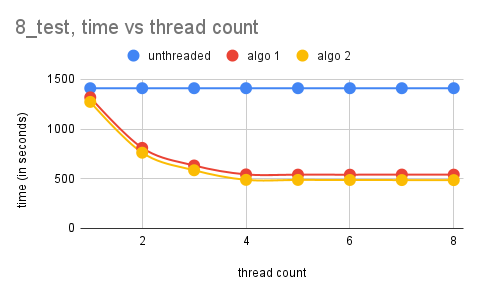 8_test, time vs thread count
unthreaded algo 1 algo 2
time (in seconds)
1500
1000
500
0
2 4 6 8
thread count